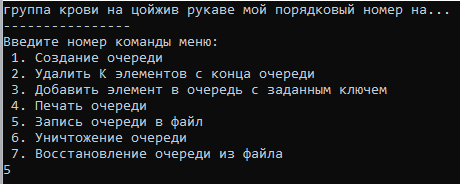 группа крови на цойжив рукаве мой порядковый номер на...
---------------
Введите номер команды меню:
1. Создание очереди
2. Удалить К элементов с конца очереди
3. Добавить элемент в очередь с заданным ключем
4. Печать очереди
5. Запись очереди в файл
6. Уничтожение очереди
7. Восстановление очереди из файла
5